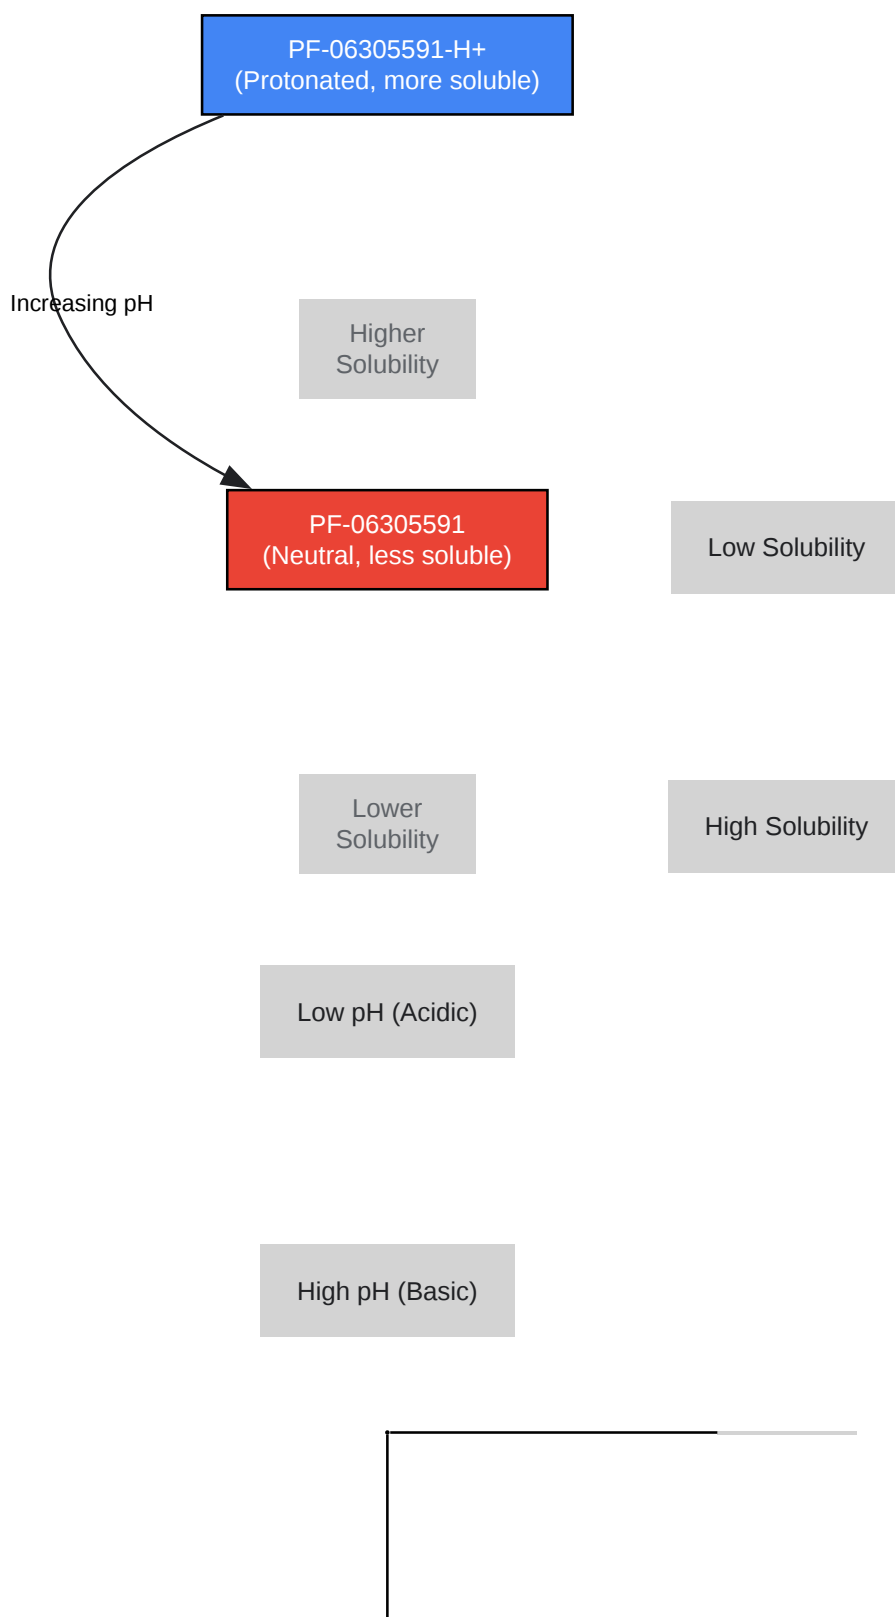 PF-06305591-H+
(Protonated, more soluble)
Increasing pH
Higher
Solubility
PF-06305591
(Neutral, less soluble)
Low Solubility
Lower
Solubility
High Solubility
Low pH (Acidic)
High pH (Basic)